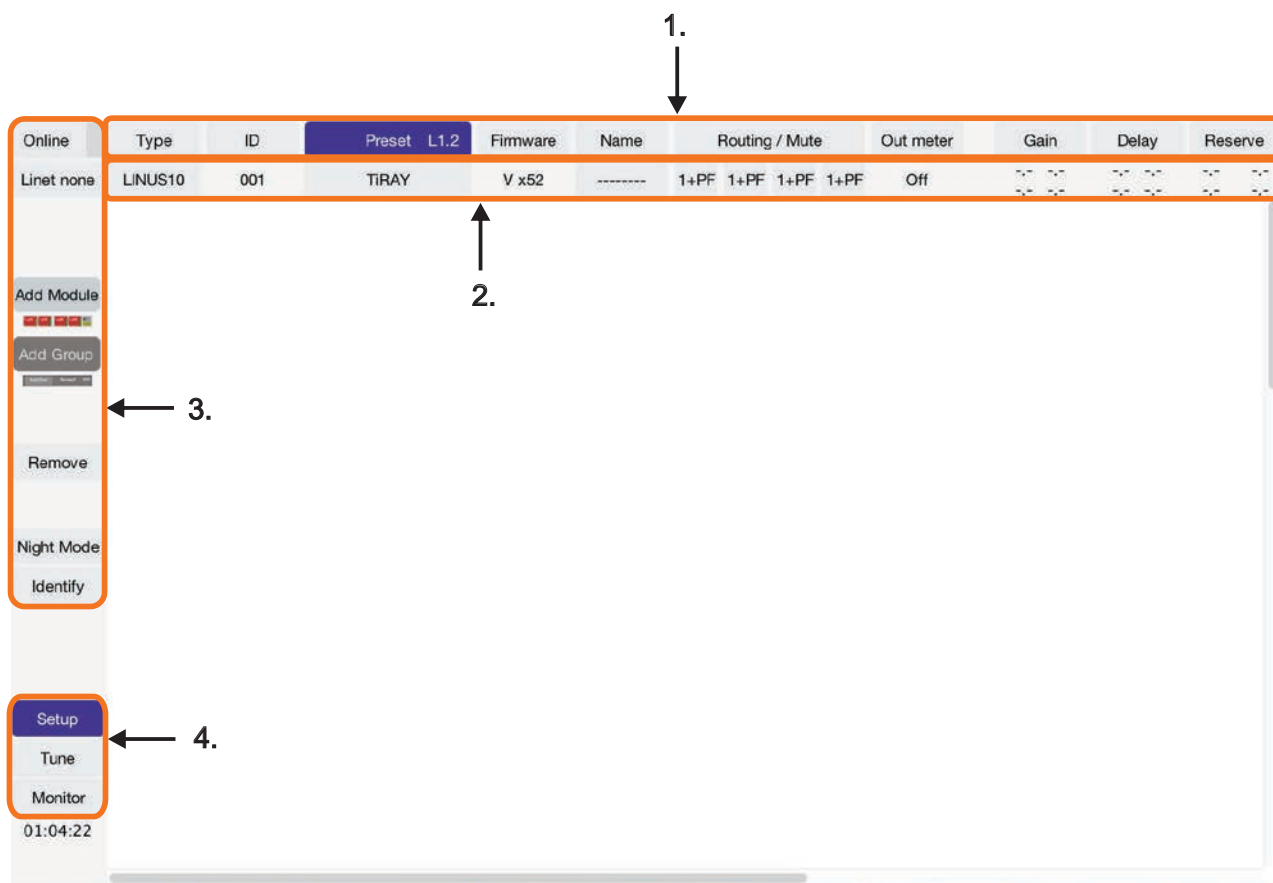 1.
Online Type ID Preset L1.2 Firmware Name Routing / Mute Out meter Gain Delay Reserve
Linet none LINUS10 001 TiRAY V x52 -------- 1+PF 1+PF 1+PF 1+PF Off -.- -.- -.- -.- -.- -.-
-.- -.- -.- -.- -.- -.-
2.
Add Module
Add Group
3.
Remove
Night Mode
Identify
Setup
4.
Tune
Monitor
01:04:22